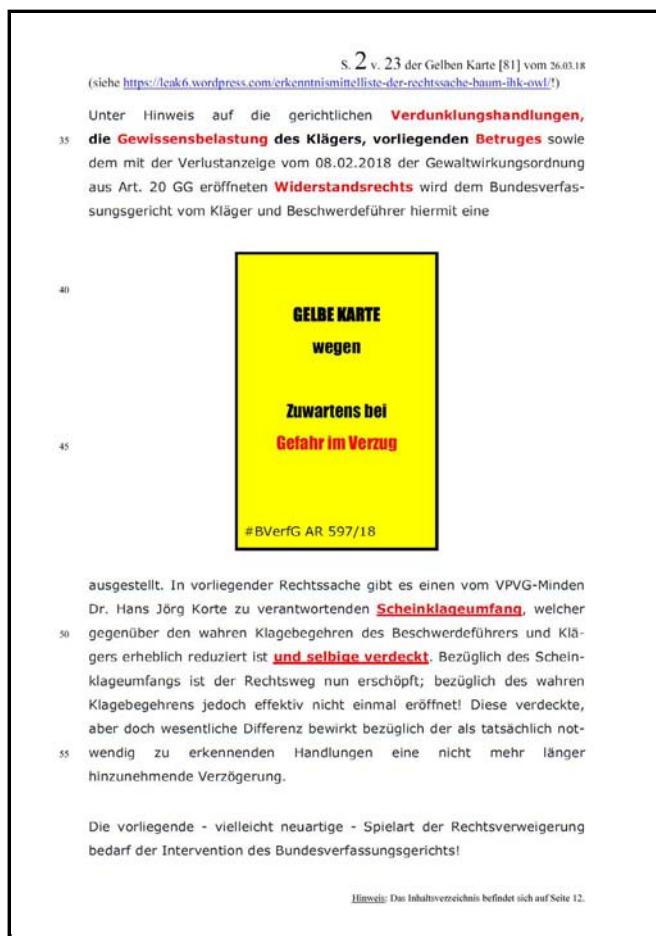 S. 2 v. 23 der Gelben Karte [81] vom 26.03.18
(siehe https://leak6.wordpress.com/erkenntnismittelliste-der-rechtssache-baum-ihk-owl/!)
Unter Hinweis auf die gerichtlichen Verdunklungshandlungen,
35 die Gewissensbelastung des Klägers, vorliegenden Betruges sowie
dem mit der Verlustanzeige vom 08.02.2018 der Gewaltwirkungsordnung
aus Art. 20 GG eröffneten Widerstandsrechts wird dem Bundesverfas-
sungsgericht vom Kläger und Beschwerdeführer hiermit eine
40
GELBE KARTE
wegen
Zuwartens bei
45 Gefahr im Verzug
#BVerfG AR 597/18
ausgestellt. In vorliegender Rechtssache gibt es einen vom VPVG-Minden
Dr. Hans Jörg Korte zu verantwortenden Scheinklageumfang, welcher
50 gegenüber den wahren Klagebegehren des Beschwerdeführers und Klä-
gers erheblich reduziert ist und selbige verdeckt. Bezüglich des Schein-
klageumfangs ist der Rechtsweg nun erschöpft; bezüglich des wahren
Klagebegehrens jedoch effektiv nicht einmal eröffnet! Diese verdeckte,
aber doch wesentliche Differenz bewirkt bezüglich der als tatsächlich not-
55 wendig zu erkennenden Handlungen eine nicht mehr länger
hinzunehmende Verzögerung.
Die vorliegende - vielleicht neuartige - Spielart der Rechtsverweigerung
bedarf der Intervention des Bundesverfassungsgerichts!
Hinweis: Das Inhaltsverzeichnis befindet sich auf Seite 12.